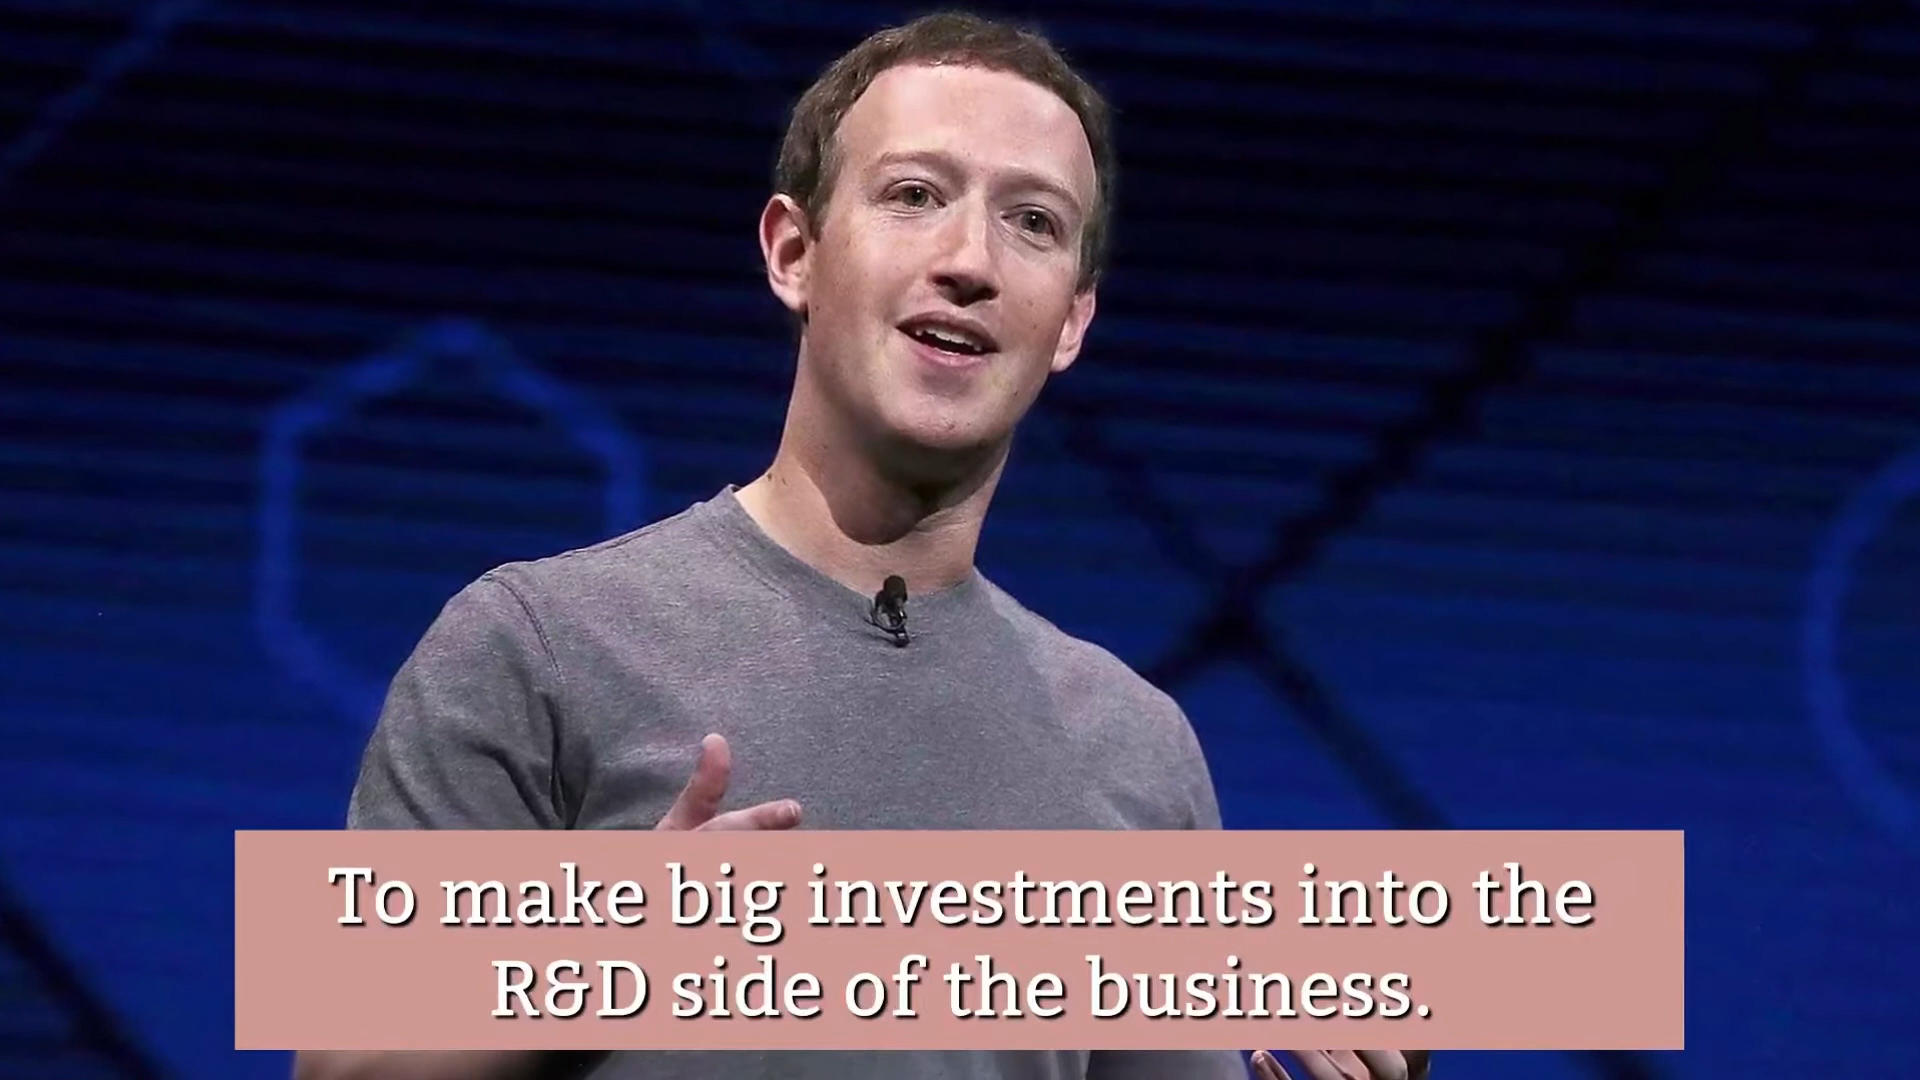 To make big investments into the
R&D side of the business.